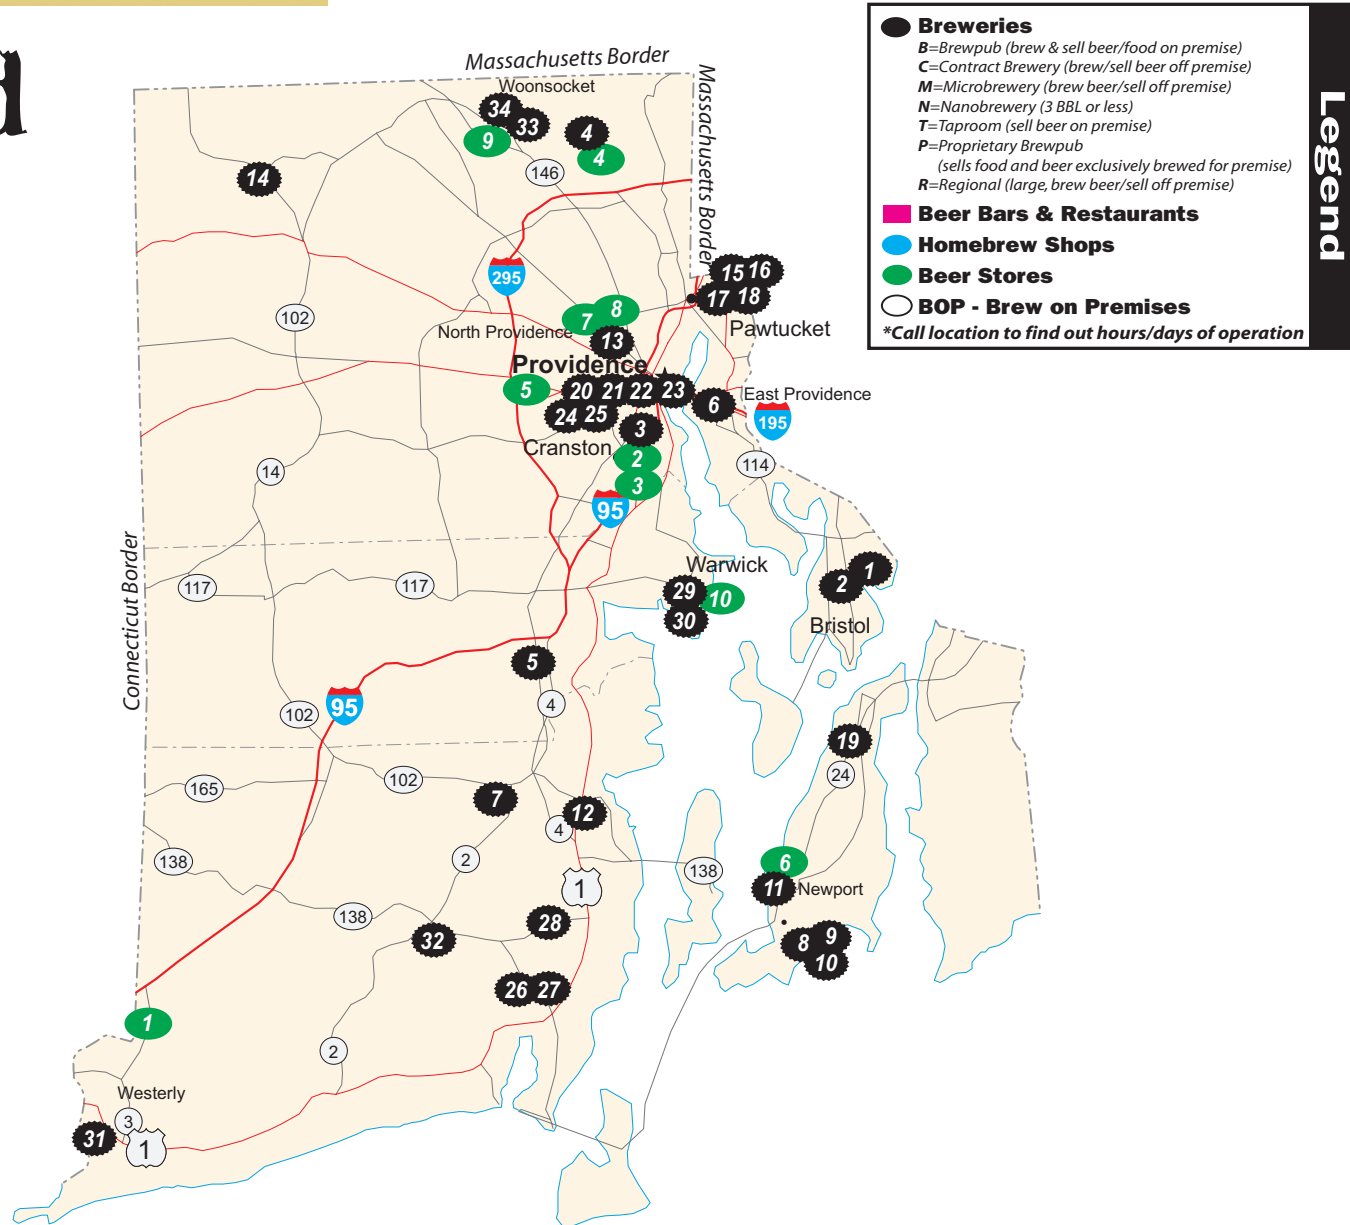 d
Breweries
B=Brewpub (brew & sell beer/food on premise)
C=Contract Brewery (brew/sell beer off premise)
M=Microbrewery (brew beer/sell off premise)
N=Nanobrewery (3 BBL or less)
T=Taproom (sell beer on premise)
P=Proprietary Brewpub
(sells food and beer exclusively brewed for premise)
R=Regional (large, brew beer/sell off premise)
Beer Bars & Restaurants
Homebrew Shops
Beer Stores
BOP - Brew on Premises
*Call location to find out hours/days of operation
Legend
Massachusetts Border
Massachusetts Border
Woonsocket
34
33
4
9
4
146
14
15 16
295
17 18
102
8
7
North Providence
13
Pawtucket
Providence
5
20 21 22 23
6
East Providence
24 25
195
3
Cranston
2
114
14
3
95
Connecticut Border
Warwick
1
117
117
2
29
10
30
Bristol
5
95
4
102
19
24
165
102
7
12
4
138
2
138
6
1
11
Newport
138
28
32
9
8
10
26 27
1
2
Westerly
3
31
1